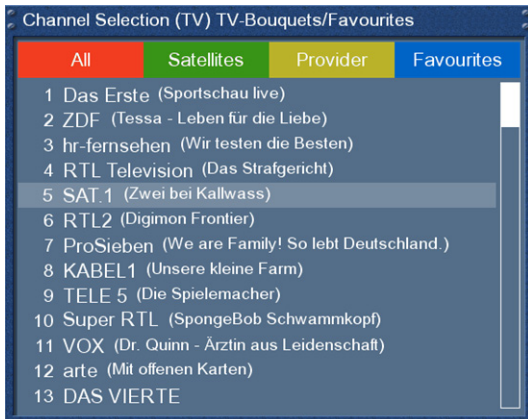 Channel Selection (TV) TV-Bouquets/Favourites
All Satellites Provider Favourites
1 Das Erste (Sportschau live)
2 ZDF (Tessa - Leben für die Liebe)
3 hr-fernsehen (Wir testen die Besten)
4 RTL Television (Das Strafgericht)
5 SAT.1 (Zwei bei Kallwass)
6 RTL2 (Digimon Frontier)
7 ProSieben (We are Family! So lebt Deutschland.)
8 KABEL1 (Unsere kleine Farm)
9 TELE 5 (Die Spielemacher)
10 Super RTL (SpongeBob Schwammkopf)
11 VOX (Dr. Quinn - Ärztin aus Leidenschaft)
12 arte (Mit offenen Karten)
13 DAS VIERTE